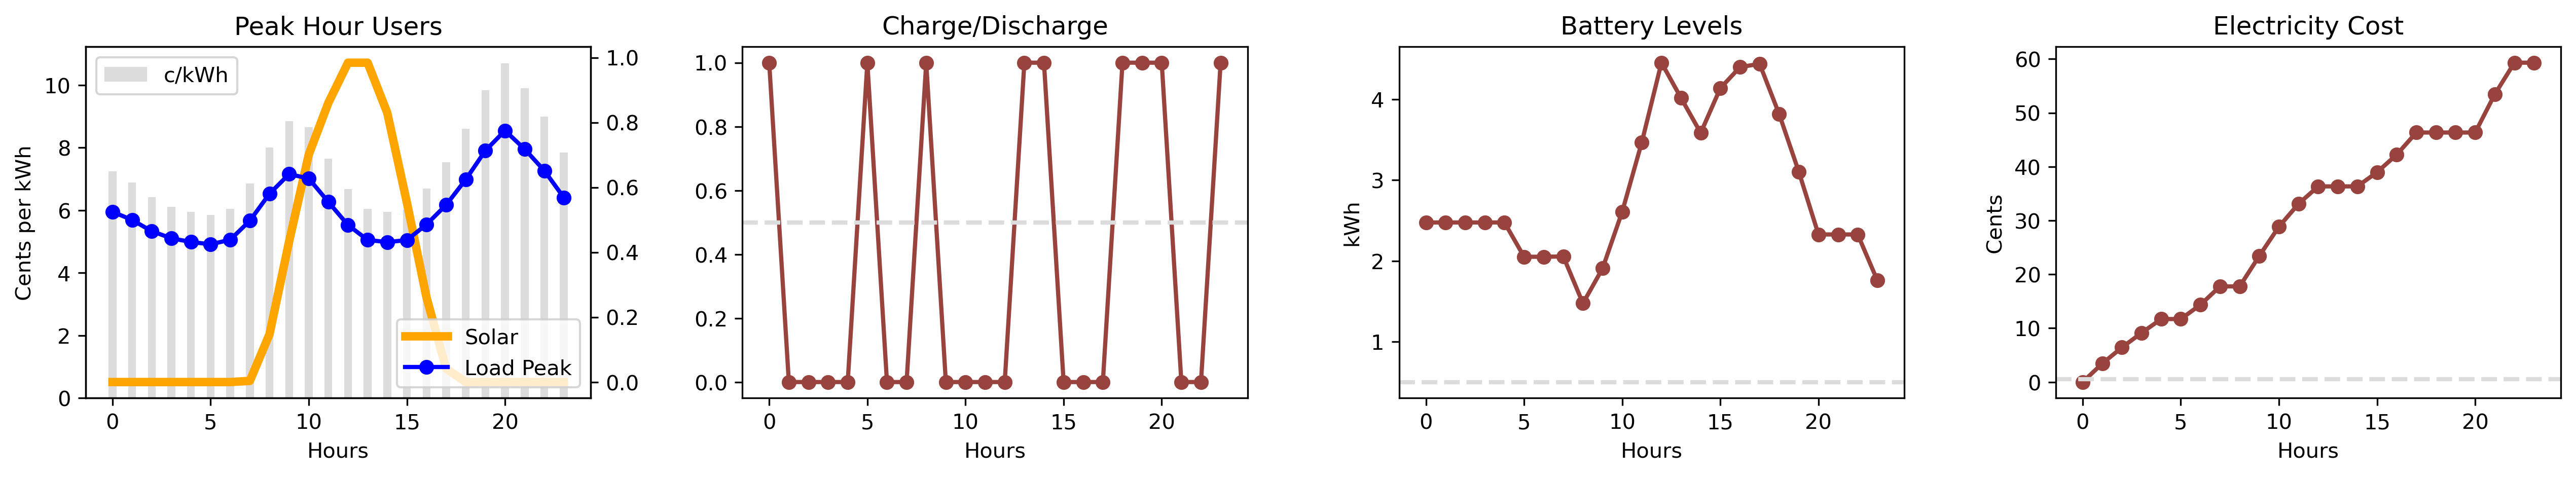 Peak Hour Users
c/kWh
Solar
Load Peak
Cents per kWh
0
2
4
6
8
10
0.0
0.2
0.4
0.6
0.8
1.0
0 5 10 15 20
Hours
Charge/Discharge
0.0
0.2
0.4
0.6
0.8
1.0
0 5 10 15 20
Hours
Battery Levels
kWh
1
2
3
4
0 5 10 15 20
Hours
Electricity Cost
Cents
0
10
20
30
40
50
60
0 5 10 15 20
Hours